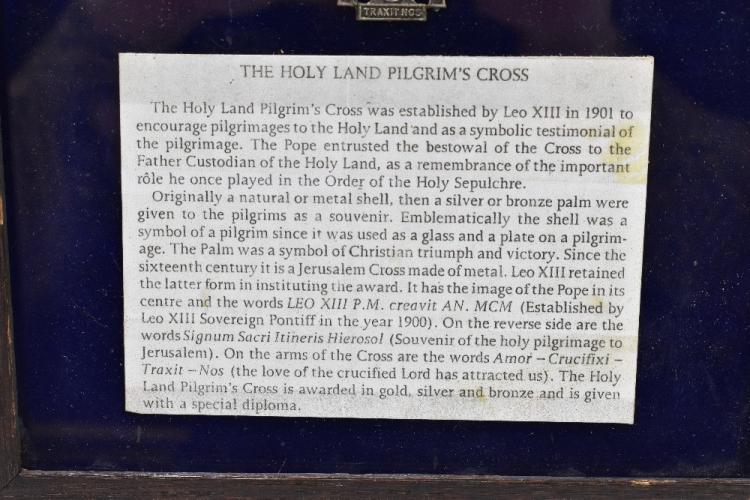 TRAXIT NOS
THE HOLY LAND PILGRIM'S CROSS
The Holy Land Pilgrim's Cross was established by Leo XIII in 1901 to
encourage pilgrimages to the Holy Land and as a symbolic testimonial of
the pilgrimage. The Pope entrusted the bestowal of the Cross to the
Father Custodian of the Holy Land, as a remembrance of the important
rôle he once played in the Order of the Holy Sepulchre.
Originally a natural or metal shell, then a silver or bronze palm were
given to the pilgrims as a souvenir. Emblematically the shell was a
symbol of a pilgrim since it was used as a glass and a plate on a pilgrim-
age. The Palm was a symbol of Christian triumph and victory. Since the
sixteenth century it is a Jerusalem Cross made of metal. Leo XIII retained
the latter form in instituting the award. It has the image of the Pope in its
centre and the words LEO XIII P.M. creavit AN. MCM (Established by
Leo XIII Sovereign Pontiff in the year 1900). On the reverse side are the
words Signum Sacri Itineris Hierosol (Souvenir of the holy pilgrimage to
Jerusalem). On the arms of the Cross are the words Amor – Crucifixi –
Traxit – Nos (the love of the crucified Lord has attracted us). The Holy
Land Pilgrim's Cross is awarded in gold, silver and bronze and is given
with a special diploma.